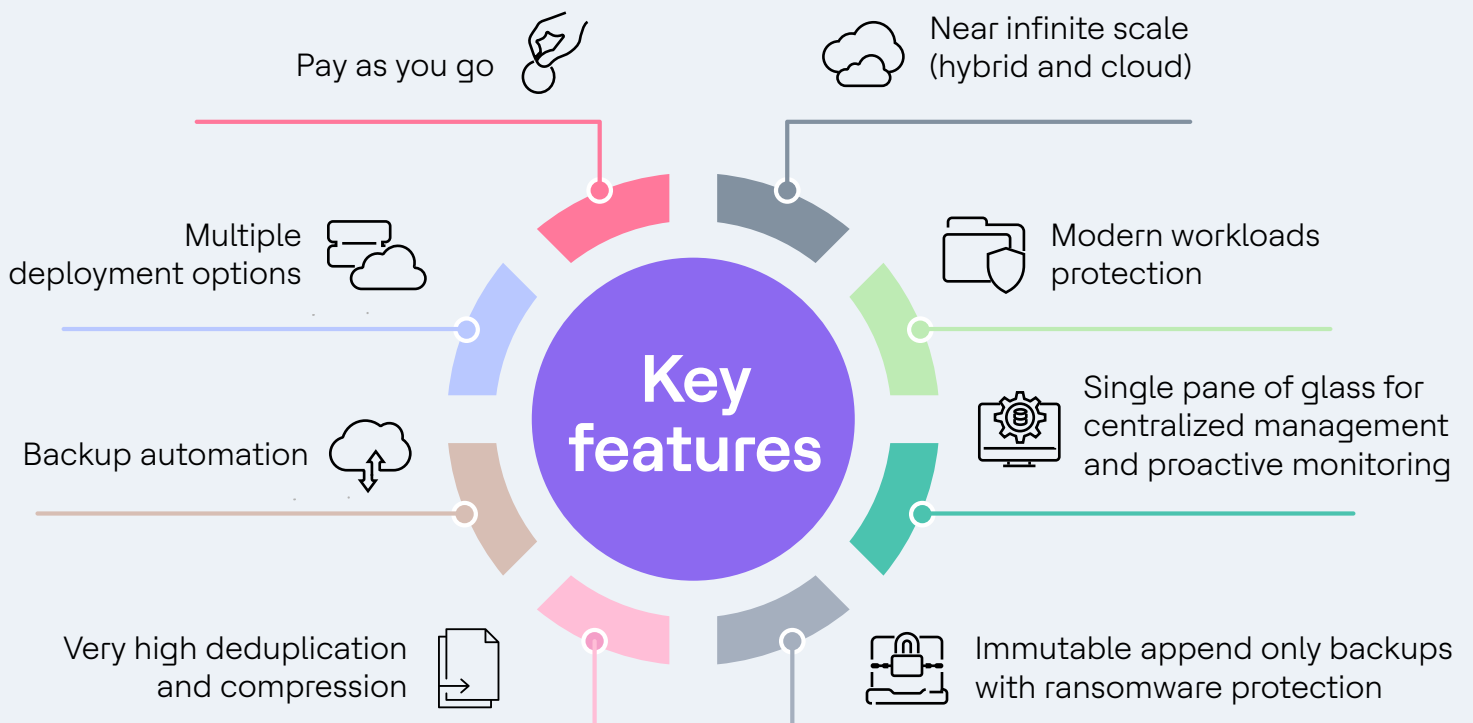 Pay as you go
Near infinite scale
(hybrid and cloud)
Multiple
deployment options
Modern workloads
protection
Key
features
Backup automation
Single pane of glass for
centralized management
and proactive monitoring
Very high deduplication
and compression
Immutable append only backups
with ransomware protection